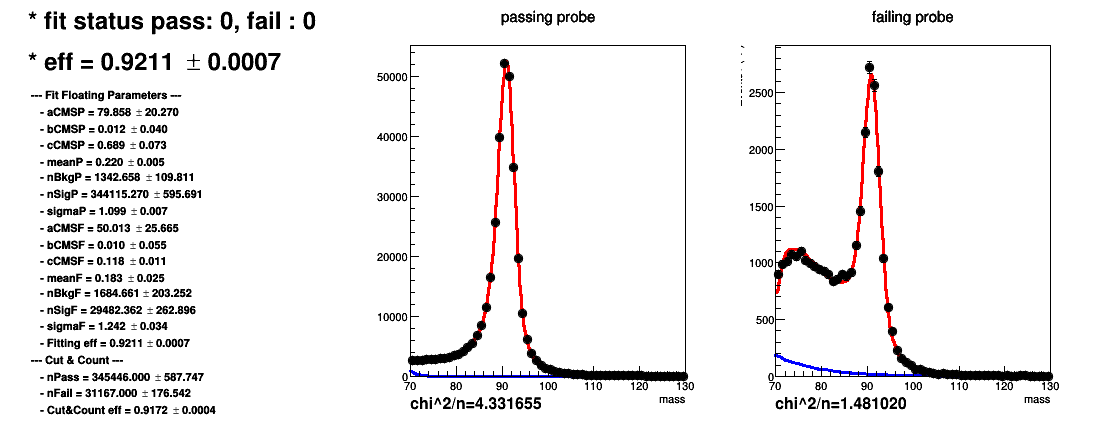 * fit status pass: 0, fail : 0
* eff = 0.9211 ± 0.0007
--- Fit Floating Parameters ---
- aCMSP = 79.858 ± 20.270
- bCMSP = 0.012 ± 0.040
- cCMSP = 0.689 ± 0.073
- meanP = 0.220 ± 0.005
- nBkgP = 1342.658 ± 109.811
- nSigP = 344115.270 ± 595.691
- sigmaP = 1.099 ± 0.007
- aCMSF = 50.013 ± 25.665
- bCMSF = 0.010 ± 0.055
- cCMSF = 0.118 ± 0.011
- meanF = 0.183 ± 0.025
- nBkgF = 1684.661 ± 203.252
- nSigF = 29482.362 ± 262.896
- sigmaF = 1.242 ± 0.034
- Fitting eff = 0.9211 ± 0.0007
--- Cut & Count ---
- nPass = 345446.000 ± 587.747
- nFail = 31167.000 ± 176.542
- Cut&Count eff = 0.9172 ± 0.0004
passing probe
50000
40000
30000
20000
10000
0
70 80 90 100 110 120 130
mass
chi^2/n=4.331655
failing probe
2500
2000
1500
1000
500
0
70 80 90 100 110 120 130
mass
chi^2/n=1.481020